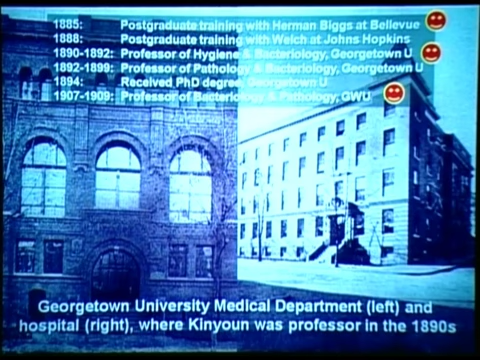 1885: Postgraduate training with Herman Biggs at Bellevue
1888: Postgraduate training with Welch at Johns Hopkins
1890-1892: Professor of Hygiene & Bacteriology, Georgetown U
1892-1899: Professor of Pathology & Bacteriology, Georgetown U
1894: Received PhD degree, Georgetown U
1907-1909: Professor of Bacteriology & Pathology, GWU
Georgetown University Medical Department (left) and
hospital (right), where Kinyoun was professor in the 1890s